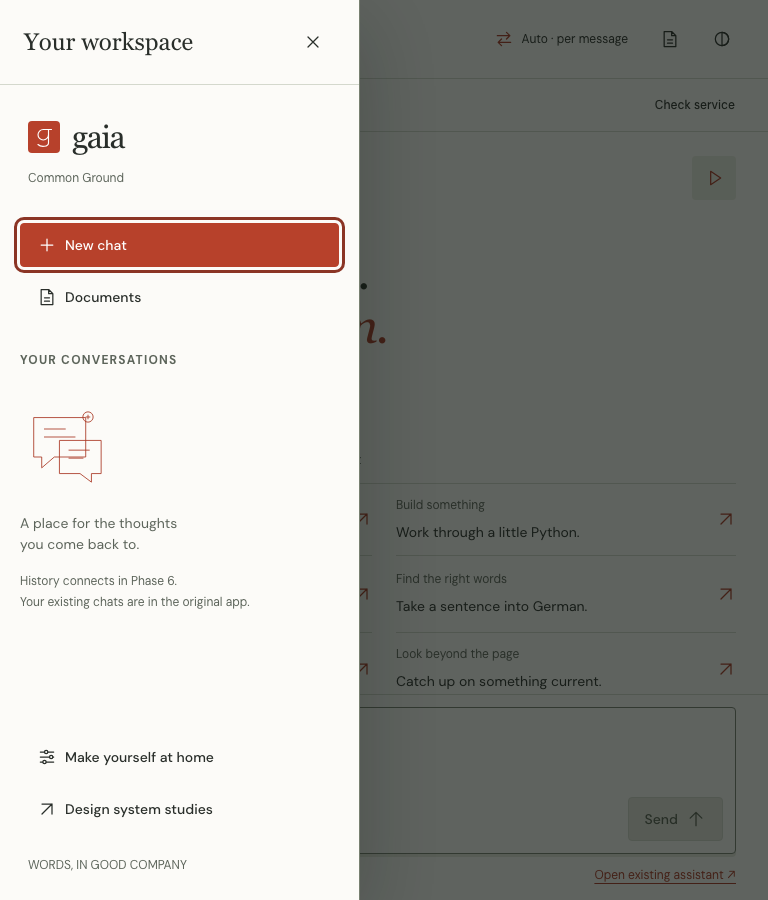 Your workspace
g gaia
Common Ground
New chat
Documents
YOUR CONVERSATIONS
A place for the thoughts
you come back to.
History connects in Phase 6.
Your existing chats are in the original app.
Make yourself at home
Design system studies
WORDS, IN GOOD COMPANY
Auto · per message
Check service
n.
Build something
Work through a little Python.
Find the right words
Take a sentence into German.
Look beyond the page
Catch up on something current.
Send
Open existing assistant ↗